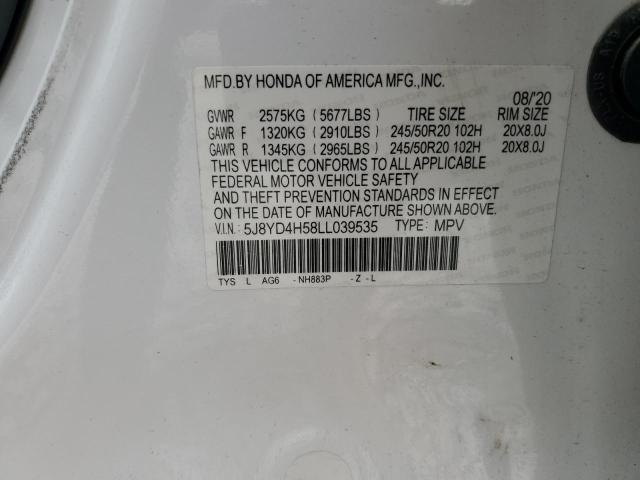 MFD.BY HONDA OF AMERICA MFG.,INC.
08/'20
GVWR 2575KG (5677LBS) TIRE SIZE RIM SIZE
GAWR F 1320KG (2910LBS) 245/50R20 102H 20X8.0J
GAWR R 1345KG (2965LBS) 245/50R20 102H 20X8.0J
THIS VEHICLE CONFORMS TO ALL APPLICABLE
FEDERAL MOTOR VEHICLE SAFETY
AND THEFT PREVENTION STANDARDS IN EFFECT
ON THE DATE OF MANUFACTURE SHOWN ABOVE.
V.I.N.: 5J8YD4H58LL039535 TYPE: MPV
TYS L AG6 -NH883P -Z-L